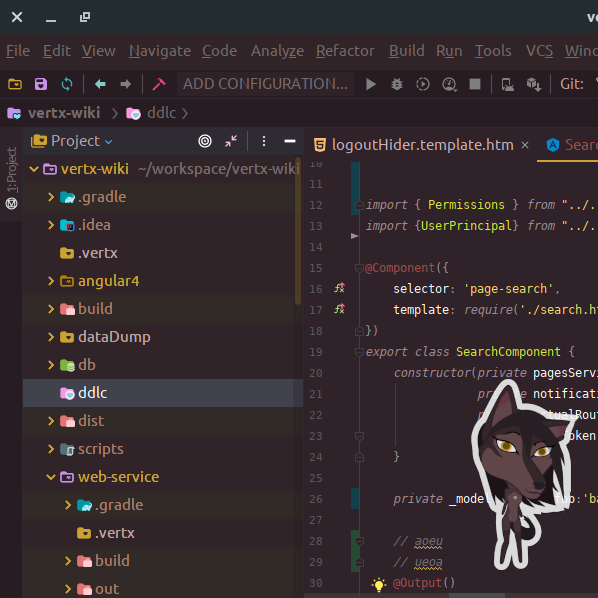 ve
File Edit View Navigate Code Analyze Refactor Build Run Tools VCS Wind
ADD CONFIGURATION... Git:
vertx-wiki ddlc
1: Project
Project
logoutHider.template.htm
Searc
vertx-wiki ~/workspace/vertx-wiki
.gradle
.idea
.vertx
angular4
build
dataDump
db
ddlc
dist
scripts
web-service
.gradle
.vertx
build
out
10
11
12 import { Permissions } from "../.
13 import {UserPrincipal} from "../.
14
15 @Component({
16 selector: 'page-search',
17 template: require('./search.ht
18 })
19 export class SearchComponent {
20 constructor(private pagesServi
21 private notificati
22 tualRout
23 oken
24 }
25
26 private _mode 'ba
27
28 // aoeu
29 // ueoa
30 @Output()